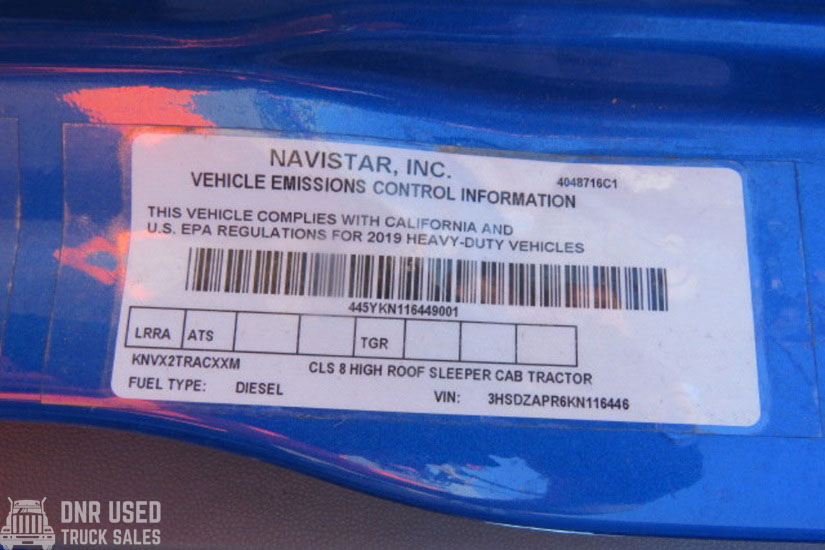 NAVISTAR, INC.
VEHICLE EMISSIONS CONTROL INFORMATION
4048716C1
THIS VEHICLE COMPLIES WITH CALIFORNIA AND
U.S. EPA REGULATIONS FOR 2019 HEAVY-DUTY VEHICLES
445YKN116449001
LRRA ATS TGR
KNVX2TRACXXM CLS 8 HIGH ROOF SLEEPER CAB TRACTOR
FUEL TYPE: DIESEL VIN: 3HSDZAPR6KN116446
DNR USED
TRUCK SALES